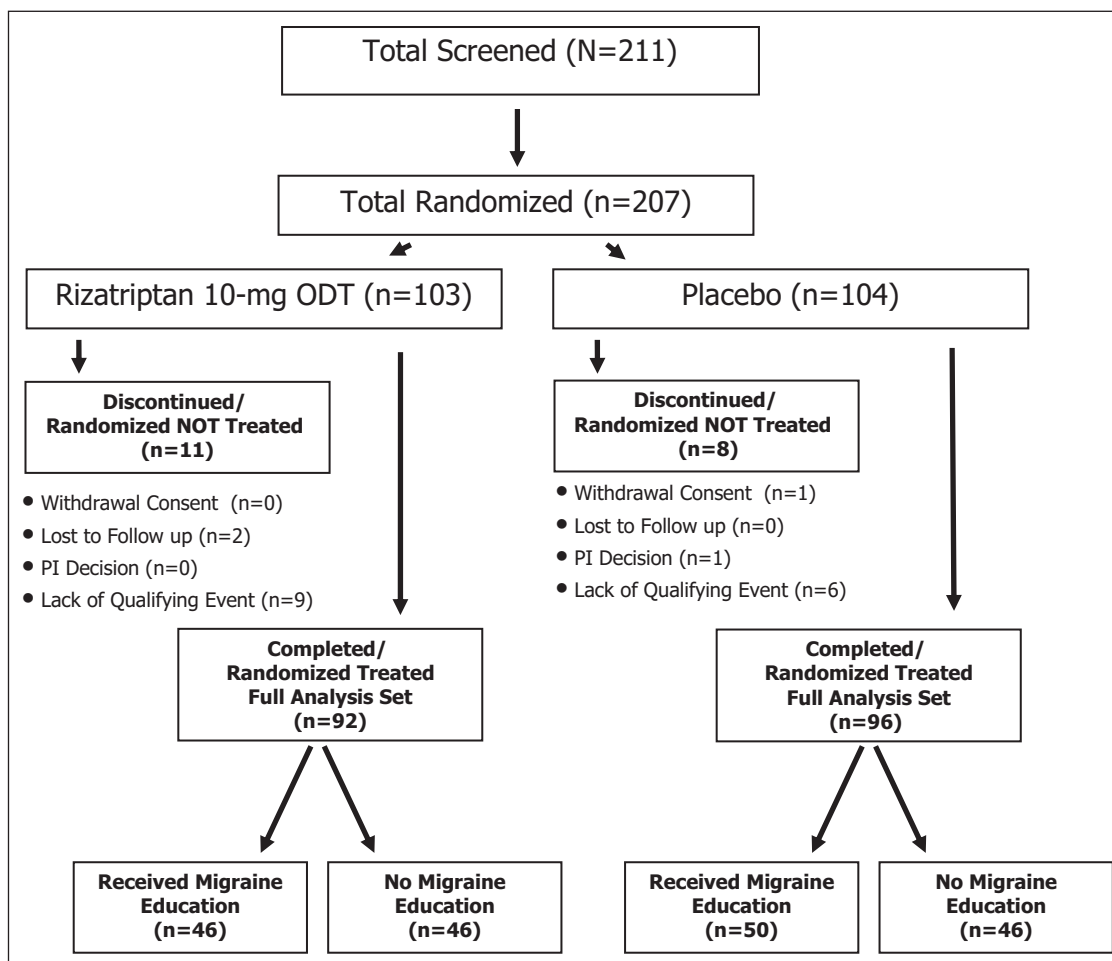 Total Screened (N=211)
Total Randomized (n=207)
Rizatriptan 10-mg ODT (n=103)
Placebo (n=104)
Discontinued/
Randomized NOT Treated
(n=11)
• Withdrawal Consent (n=0)
• Lost to Follow up (n=2)
• PI Decision (n=0)
• Lack of Qualifying Event (n=9)
Discontinued/
Randomized NOT Treated
(n=8)
• Withdrawal Consent (n=1)
• Lost to Follow up (n=0)
• PI Decision (n=1)
• Lack of Qualifying Event (n=6)
Completed/
Randomized Treated
Full Analysis Set
(n=92)
Completed/
Randomized Treated
Full Analysis Set
(n=96)
Received Migraine
Education
(n=46)
No Migraine
Education
(n=46)
Received Migraine
Education
(n=50)
No Migraine
Education
(n=46)